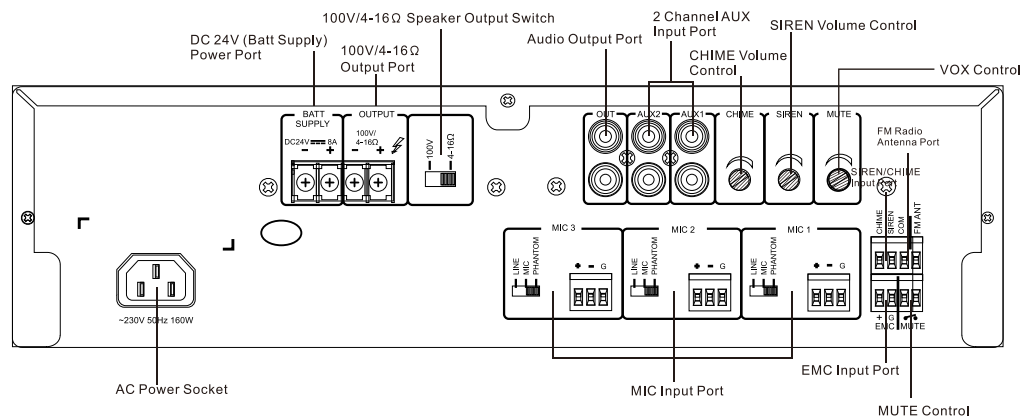 100V/4-16Ω Speaker Output Switch
2 Channel AUX
Input Port
SIREN Volume Control
DC 24V (Batt Supply)
Power Port
Audio Output Port
100V/4-16Ω
Output Port
CHIME Volume
Control
VOX Control
BATT
SUPPLY
OUTPUT
OUT
AUX2
AUX1
CHIME
SIREN
MUTE
FM Radio
Antenna Port
DC24V 8A
100V/
4-16Ω
− +
− +
100V
4-16Ω
SIREN/CHIME
Input Port
CHIME
SIREN
COM
FM ANT
MIC 3
MIC 2
MIC 1
LINE
MIC
PHANTOM
+ − G
LINE
MIC
PHANTOM
+ − G
LINE
MIC
PHANTOM
+ − G
~230V 50Hz 160W
+ G
EMC MUTE
AC Power Socket
MIC Input Port
EMC Input Port
MUTE Control